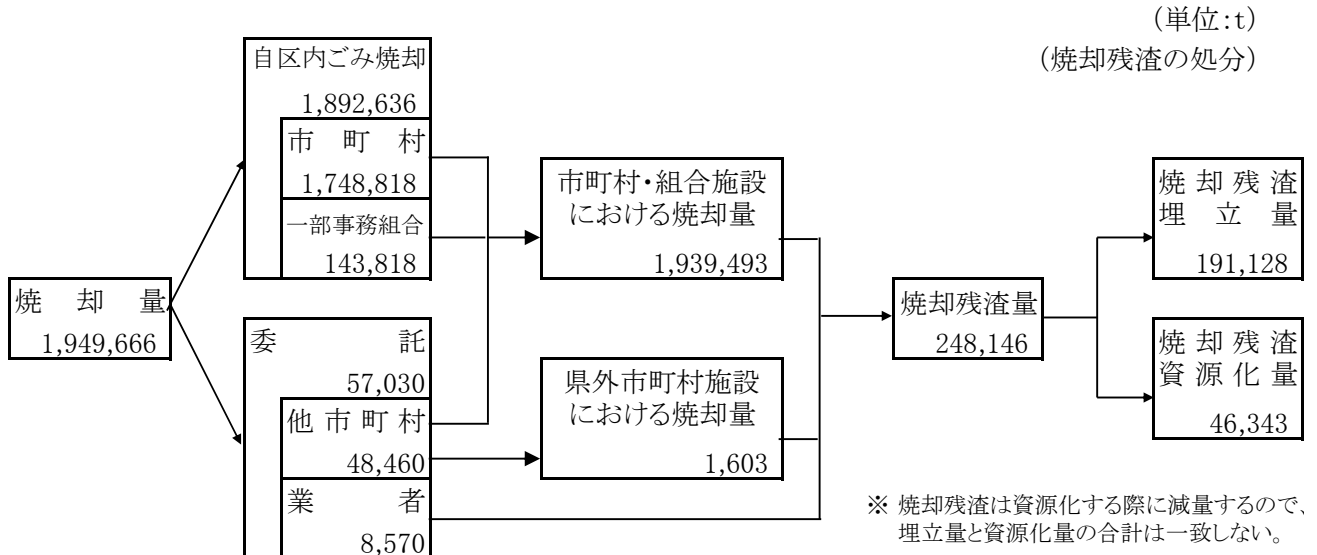 （単位：t）
（焼却残渣の処分）
焼却量
1,949,666
自区内ごみ焼却
1,892,636
市町村
1,748,818
一部事務組合
143,818
委託
57,030
他市町村
48,460
業者
8,570
市町村・組合施設
における焼却量
1,939,493
県外市町村施設
における焼却量
1,603
焼却残渣量
248,146
焼却残渣
埋立量
191,128
焼却残渣
資源化量
46,343
※ 焼却残渣は資源化する際に減量するので、
埋立量と資源化量の合計は一致しない。